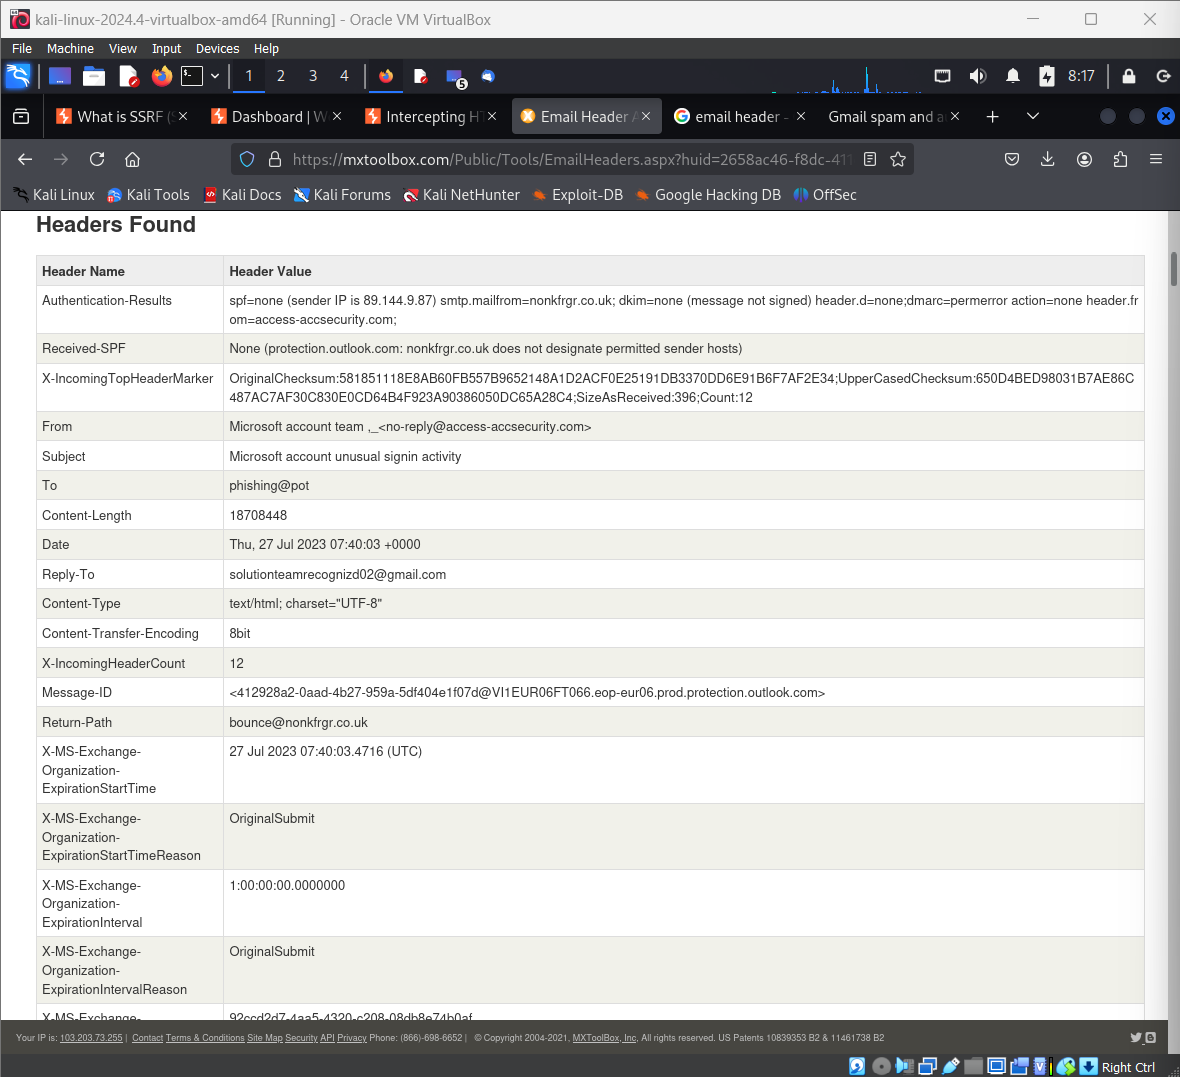 kali-linux-2024.4-virtualbox-amd64 [Running] - Oracle VM VirtualBox
File Machine View Input Devices Help
1 2 3 4 5 8:17
What is SSRF ( Dashboard | W Intercepting HT Email Header A email header - Gmail spam and a
https://mxtoolbox.com/Public/Tools/EmailHeaders.aspx?huid=2658ac46-f8dc-411
Kali Linux Kali Tools Kali Docs Kali Forums Kali NetHunter Exploit-DB Google Hacking DB OffSec
Headers Found
Header Name Header Value
Authentication-Results spf=none (sender IP is 89.144.9.87) smtp.mailfrom=nonkfrgr.co.uk; dkim=none (message not signed) header.d=none;dmarc=permerror action=none header.fr
om=access-accsecurity.com;
Received-SPF None (protection.outlook.com: nonkfrgr.co.uk does not designate permitted sender hosts)
X-IncomingTopHeaderMarker OriginalChecksum:581851118E8AB60FB557B9652148A1D2ACF0E25191DB3370DD6E91B6F7AF2E34;UpperCasedChecksum:650D4BED98031B7AE86C
487AC7AF30C830E0CD64B4F923A90386050DC65A28C4;SizeAsReceived:396;Count:12
From Microsoft account team ,_<no-reply@access-accsecurity.com>
Subject Microsoft account unusual signin activity
To phishing@pot
Content-Length 18708448
Date Thu, 27 Jul 2023 07:40:03 +0000
Reply-To solutionteamrecognizd02@gmail.com
Content-Type text/html; charset="UTF-8"
Content-Transfer-Encoding 8bit
X-IncomingHeaderCount 12
Message-ID <412928a2-0aad-4b27-959a-5df404e1f07d@VI1EUR06FT066.eop-eur06.prod.protection.outlook.com>
Return-Path bounce@nonkfrgr.co.uk
X-MS-Exchange- 27 Jul 2023 07:40:03.4716 (UTC)
Organization-
ExpirationStartTime
X-MS-Exchange- OriginalSubmit
Organization-
ExpirationStartTimeReason
X-MS-Exchange- 1:00:00:00.0000000
Organization-
ExpirationInterval
X-MS-Exchange- OriginalSubmit
Organization-
ExpirationIntervalReason
X-MS-Exchange- 92ccd2d7-4aa5-4320-c208-08db8e74b0af
Your IP is: 103.203.73.255 | Contact Terms & Conditions Site Map Security API Privacy Phone: (866)-698-6652 | © Copyright 2004-2021, MXToolBox, Inc, All rights reserved. US Patents 10839353 B2 & 11461738 B2
Right Ctrl